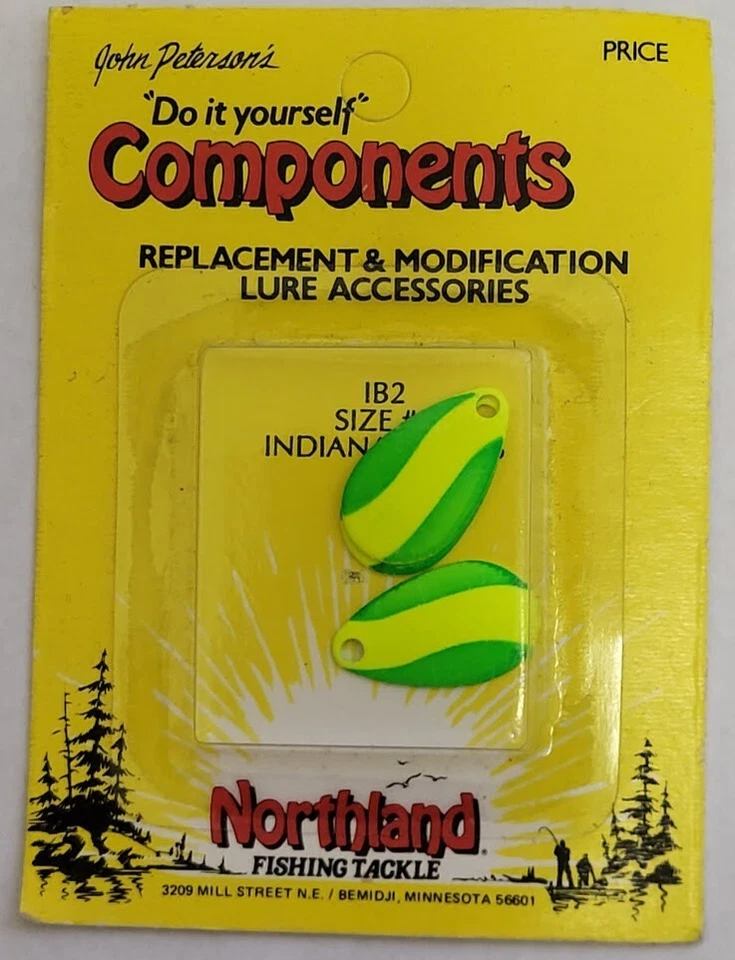 John Peterson's
PRICE
"Do it yourself"
Components
REPLACEMENT & MODIFICATION
LURE ACCESSORIES
IB2
SIZE #
INDIAN
Northland
FISHING TACKLE
3209 MILL STREET N.E. / BEMIDJI, MINNESOTA 56601